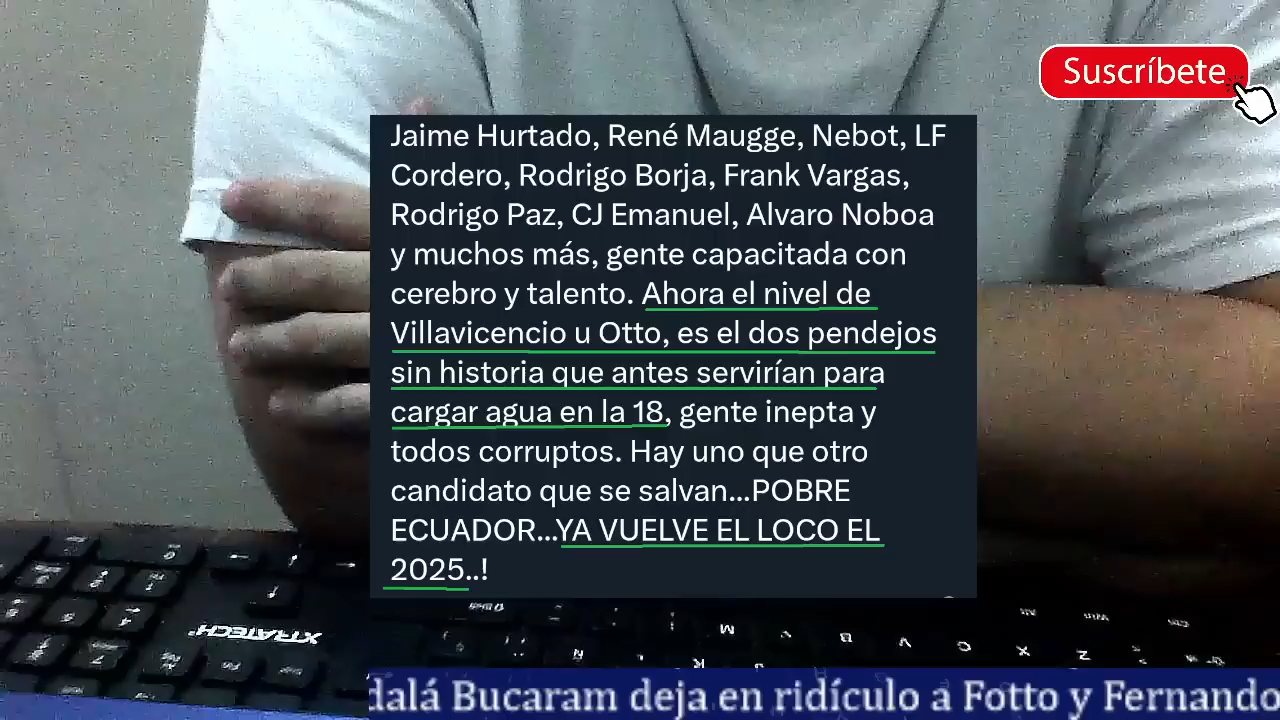 Suscríbete
Jaime Hurtado, René Maugge, Nebot, LF
Cordero, Rodrigo Borja, Frank Vargas,
Rodrigo Paz, CJ Emanuel, Alvaro Noboa
y muchos más, gente capacitada con
cerebro y talento. Ahora el nivel de
Villavicencio u Otto, es el dos pendejos
sin historia que antes servirían para
cargar agua en la 18, gente inepta y
todos corruptos. Hay uno que otro
candidato que se salvan...POBRE
ECUADOR...YA VUELVE EL LOCO EL
2025..!
XTRATECH
M
B
V
C
X
Z
N
dalá Bucaram deja en ridículo a Fotto y Fernando